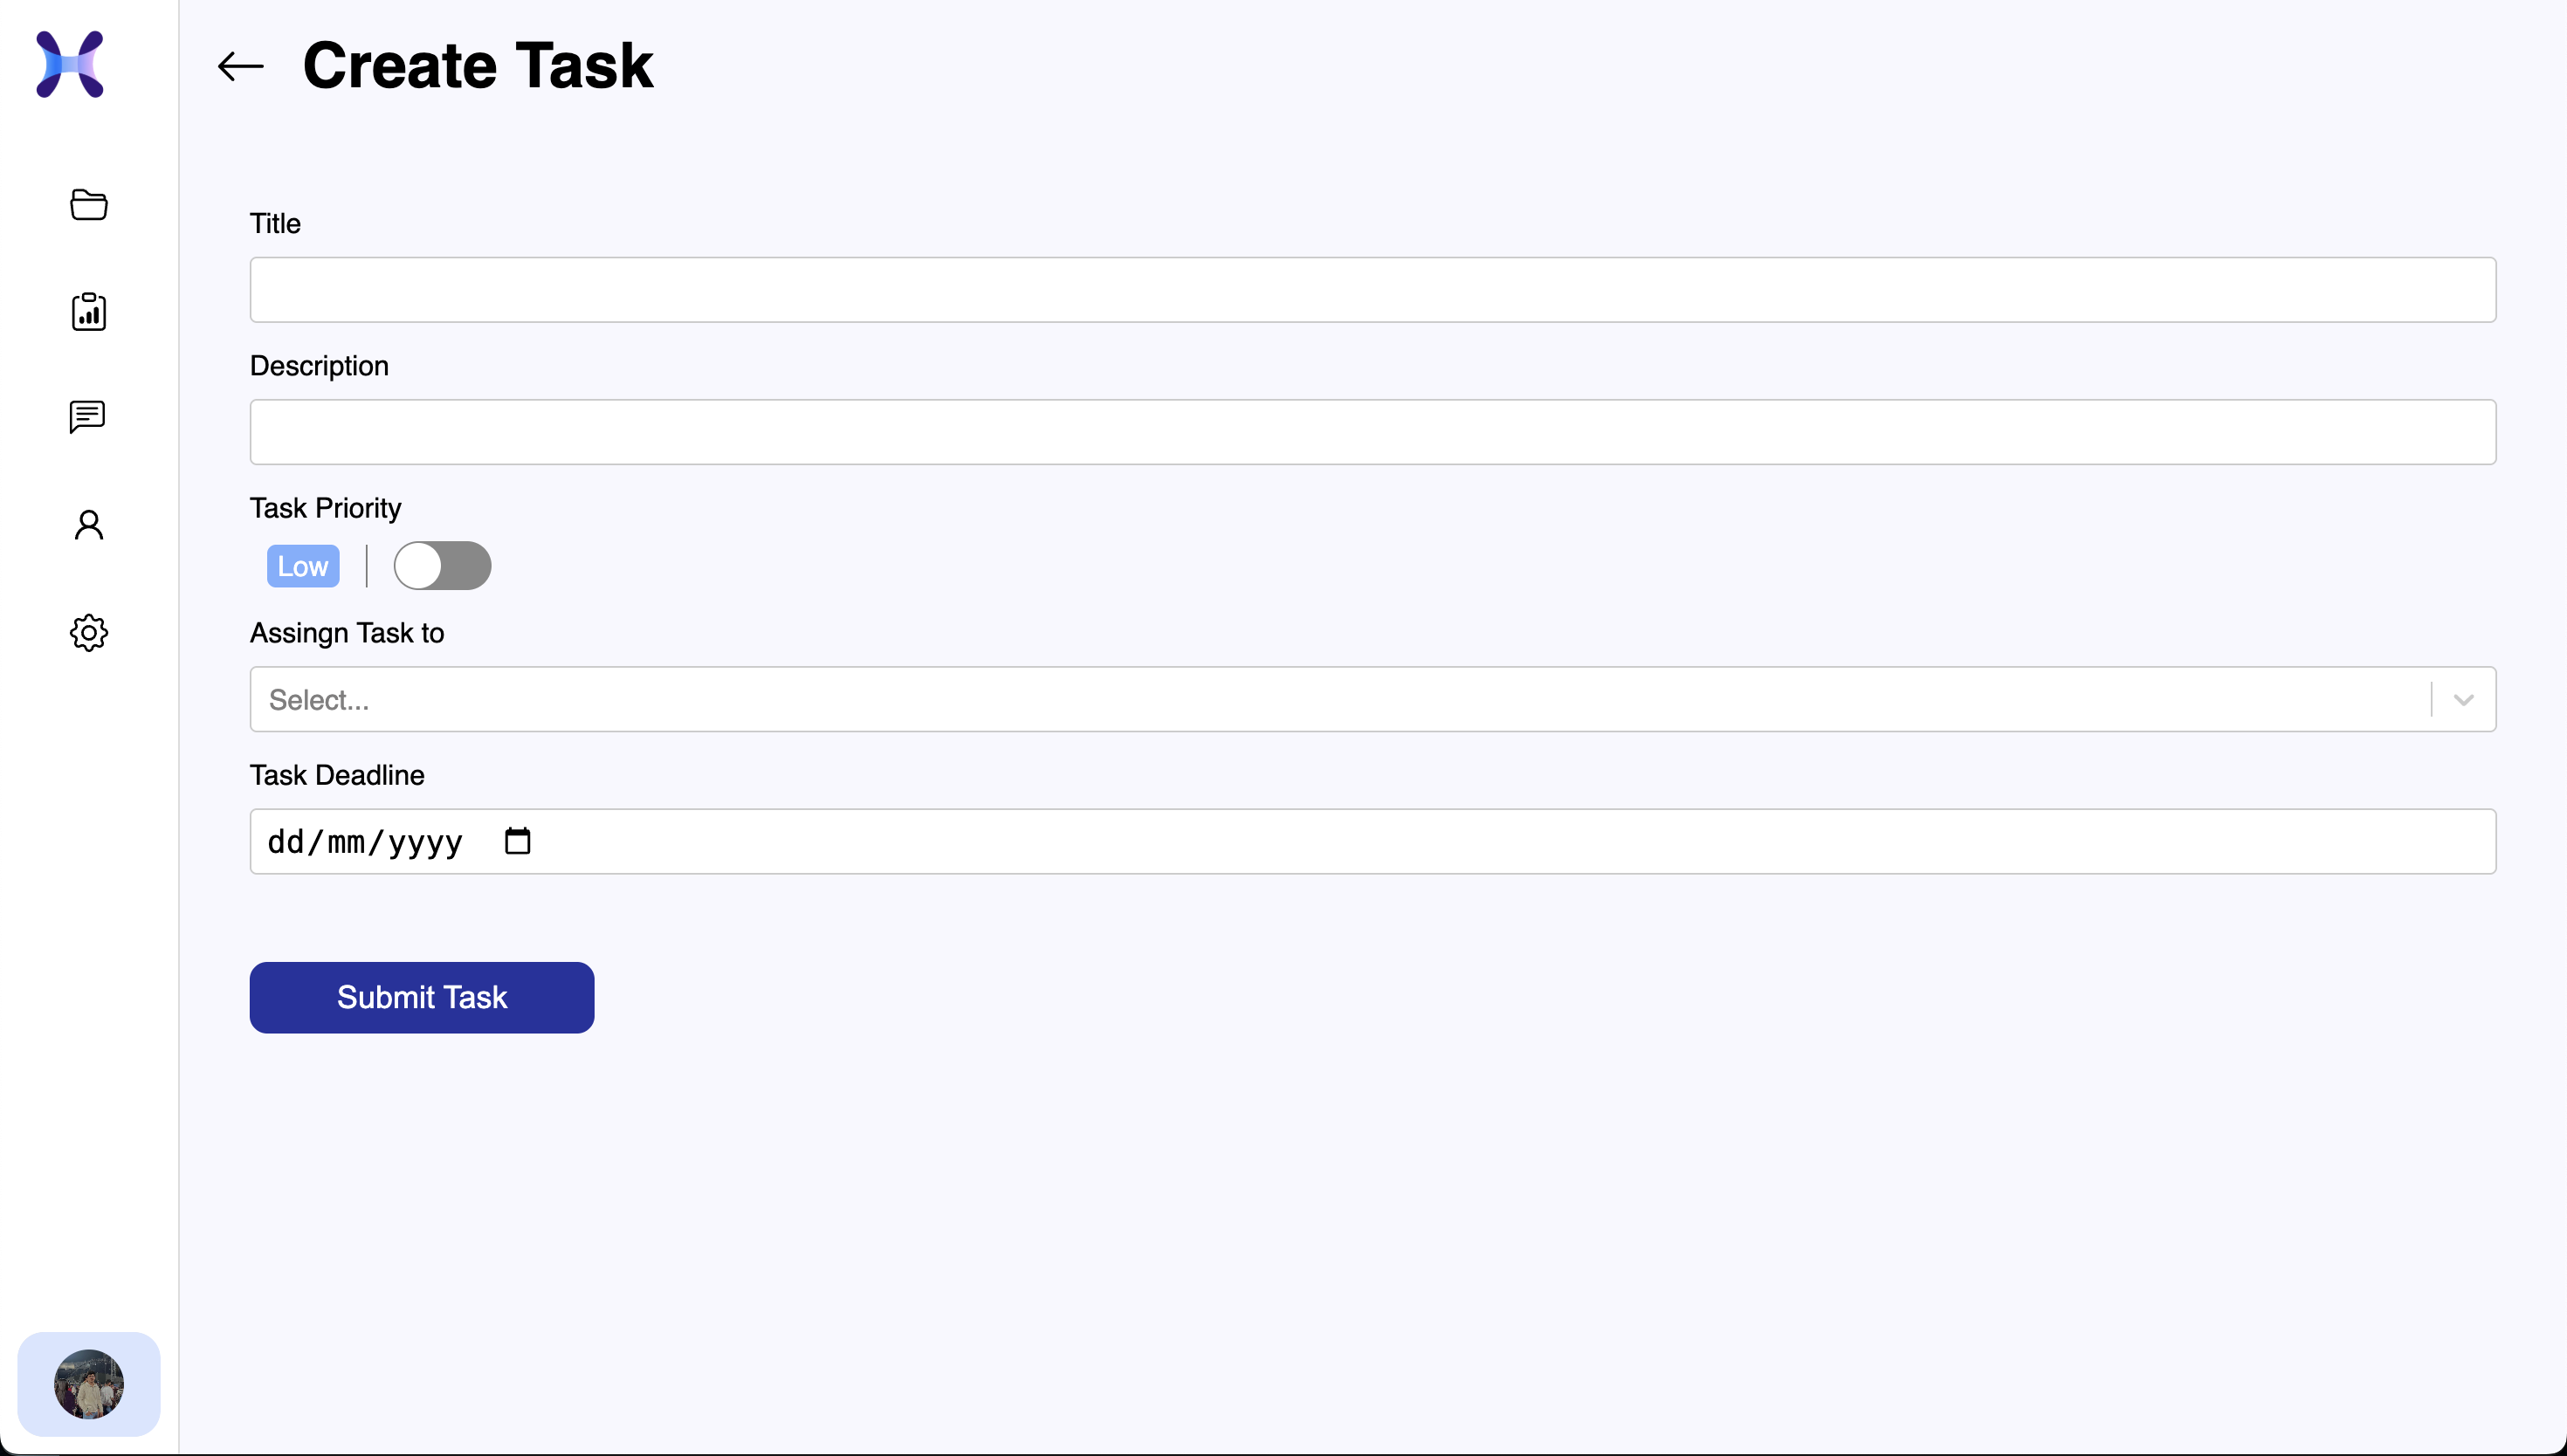 Create Task
Title
Description
Task Priority
Low
Assingn Task to
Select...
Task Deadline
dd/mm/yyyy
Submit Task